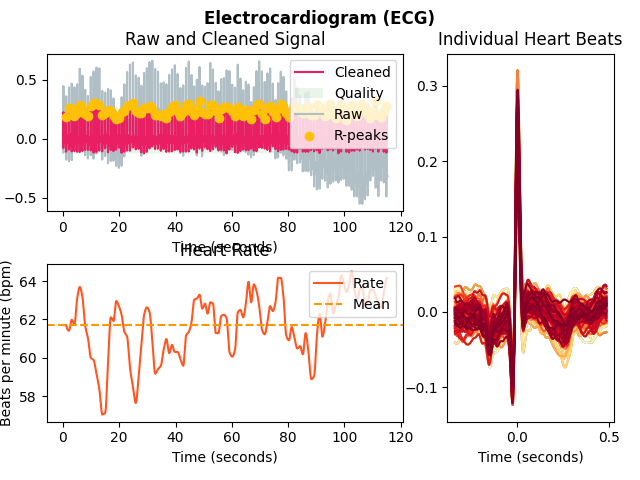 Electrocardiogram (ECG)
Raw and Cleaned Signal
0.5
0.0
−0.5
0 20 40 60 80 100 120
Time (seconds)
Cleaned
Quality
Raw
R-peaks
Heart Rate
Beats per minute (bpm)
64
62
60
58
0 20 40 60 80 100 120
Time (seconds)
Rate
Mean
Individual Heart Beats
0.3
0.2
0.1
0.0
−0.1
0.0 0.5
Time (seconds)